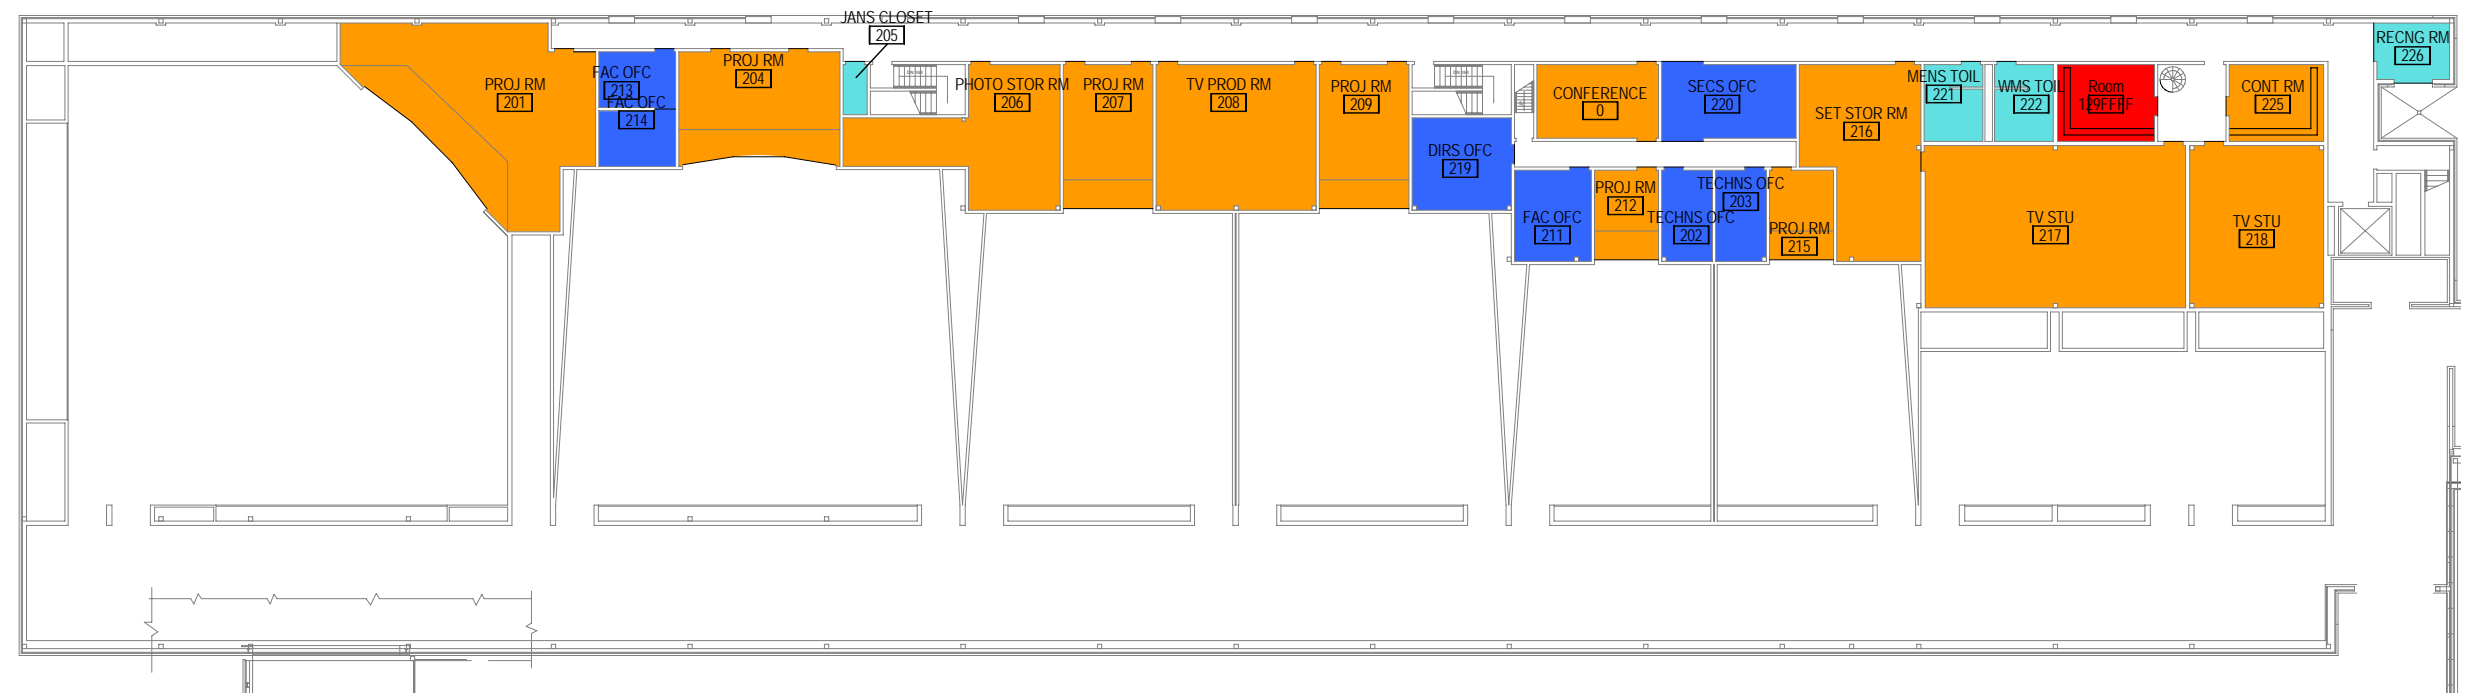 JANS CLOSET
205
RECNG RM
226
PROJ RM
201
FAC OFC
213
FAC OFC
214
PROJ RM
204
PHOTO STOR RM
206
PROJ RM
207
TV PROD RM
208
PROJ RM
209
CONFERENCE
0
SECS OFC
220
SET STOR RM
216
MENS TOIL
221
WMS TOIL
222
Room
129FFFF
CONT RM
225
DIRS OFC
219
FAC OFC
211
PROJ RM
212
TECHNS OFC
202
TECHNS OFC
203
PROJ RM
215
TV STU
217
TV STU
218